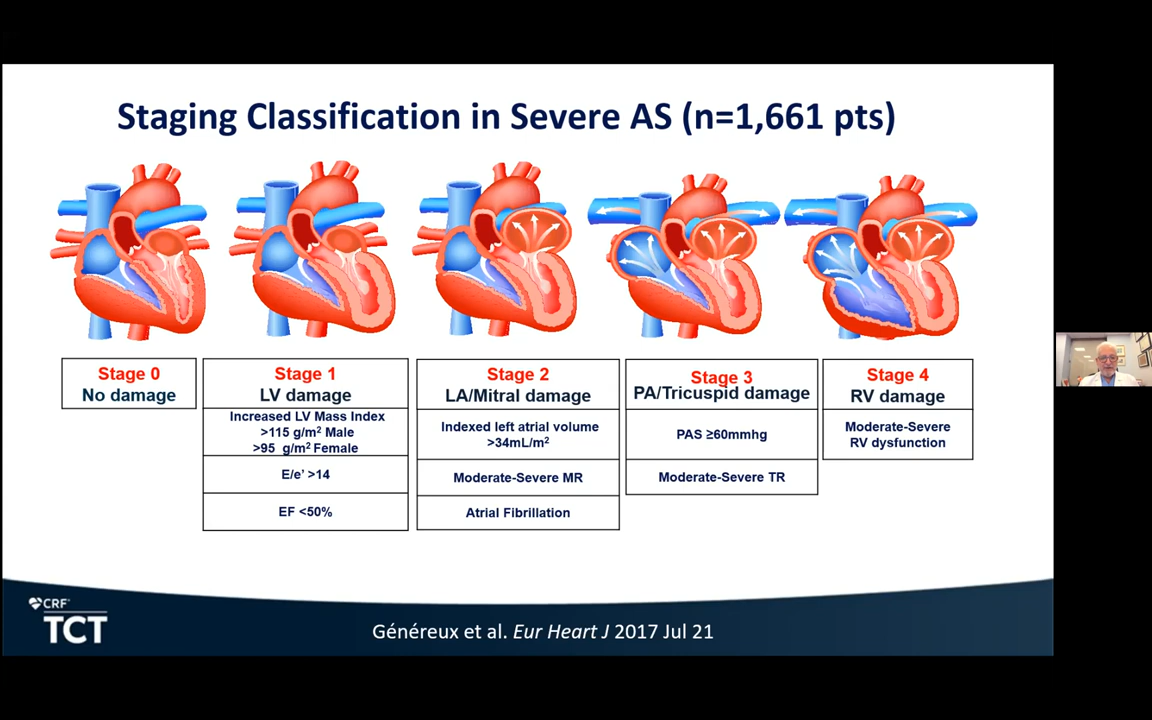 Staging Classification in Severe AS (n=1,661 pts)
Stage 0
No damage
Stage 1
LV damage
Increased LV Mass Index
>115 g/m² Male
>95 g/m² Female
E/e’ >14
EF <50%
Stage 2
LA/Mitral damage
Indexed left atrial volume
>34mL/m²
Moderate-Severe MR
Atrial Fibrillation
Stage 3
PA/Tricuspid damage
PAS ≥60mmhg
Moderate-Severe TR
Stage 4
RV damage
Moderate-Severe
RV dysfunction
CRF®
TCT
Généreux et al. Eur Heart J 2017 Jul 21